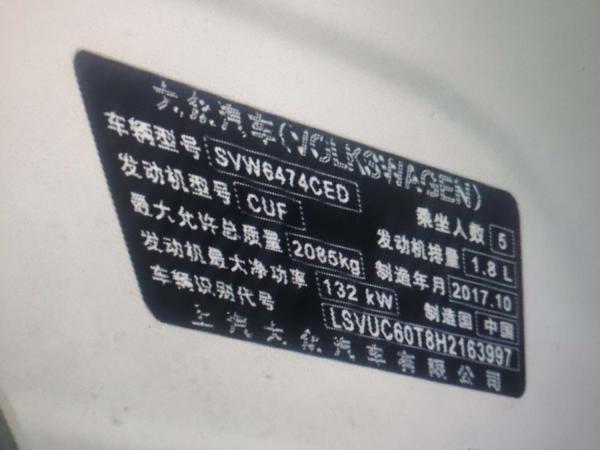 大众汽车(VOLKSWAGEN)
车辆型号 SVW6474CED 乘坐人数 5
发动机型号 CUF 发动机排量 1.8 L
最大允许总质量 2085kg 制造年月 2017.10
发动机最大净功率 132 kW 制造国 中国
车辆识别代号 LSVUC60T8H2163997
上汽大众汽车有限公司